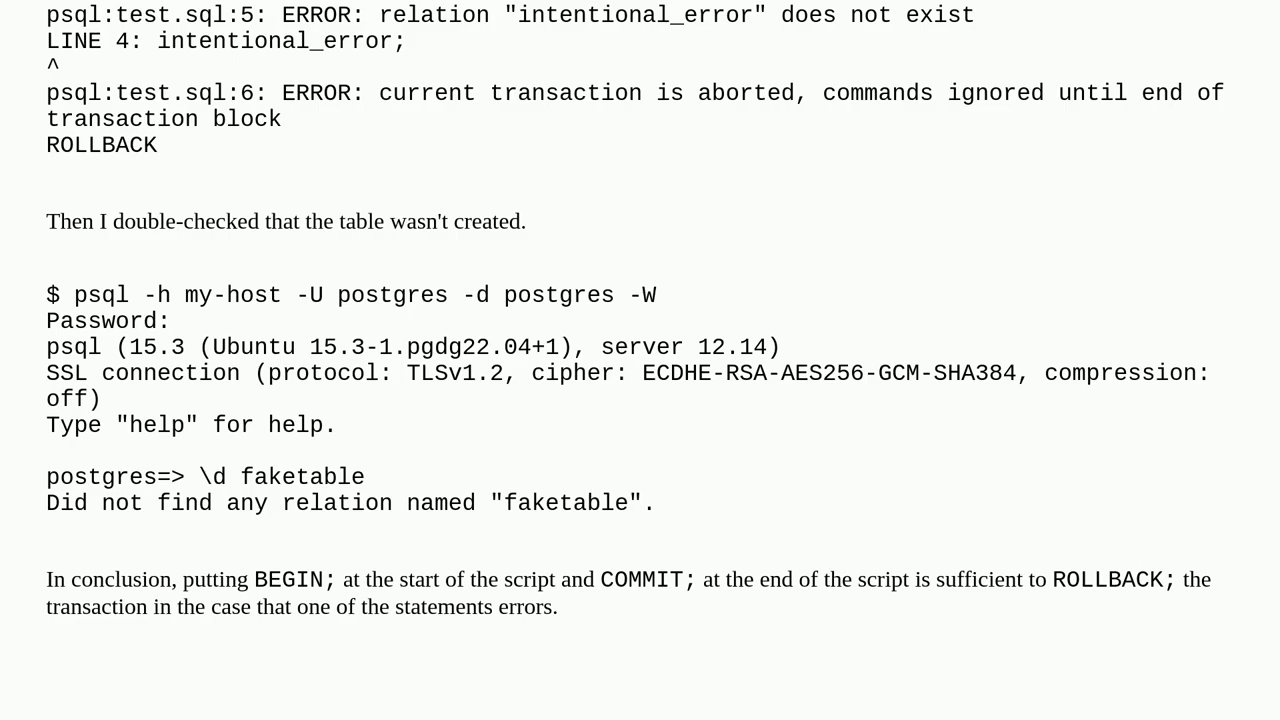 psql:test.sql:5: ERROR: relation "intentional_error" does not exist
LINE 4: intentional_error;
^
psql:test.sql:6: ERROR: current transaction is aborted, commands ignored until end of
transaction block
ROLLBACK
Then I double-checked that the table wasn't created.
$ psql -h my-host -U postgres -d postgres -W
Password:
psql (15.3 (Ubuntu 15.3-1.pgdg22.04+1), server 12.14)
SSL connection (protocol: TLSv1.2, cipher: ECDHE-RSA-AES256-GCM-SHA384, compression:
off)
Type "help" for help.
postgres=> \d faketable
Did not find any relation named "faketable".
In conclusion, putting BEGIN; at the start of the script and COMMIT; at the end of the script is sufficient to ROLLBACK; the
transaction in the case that one of the statements errors.